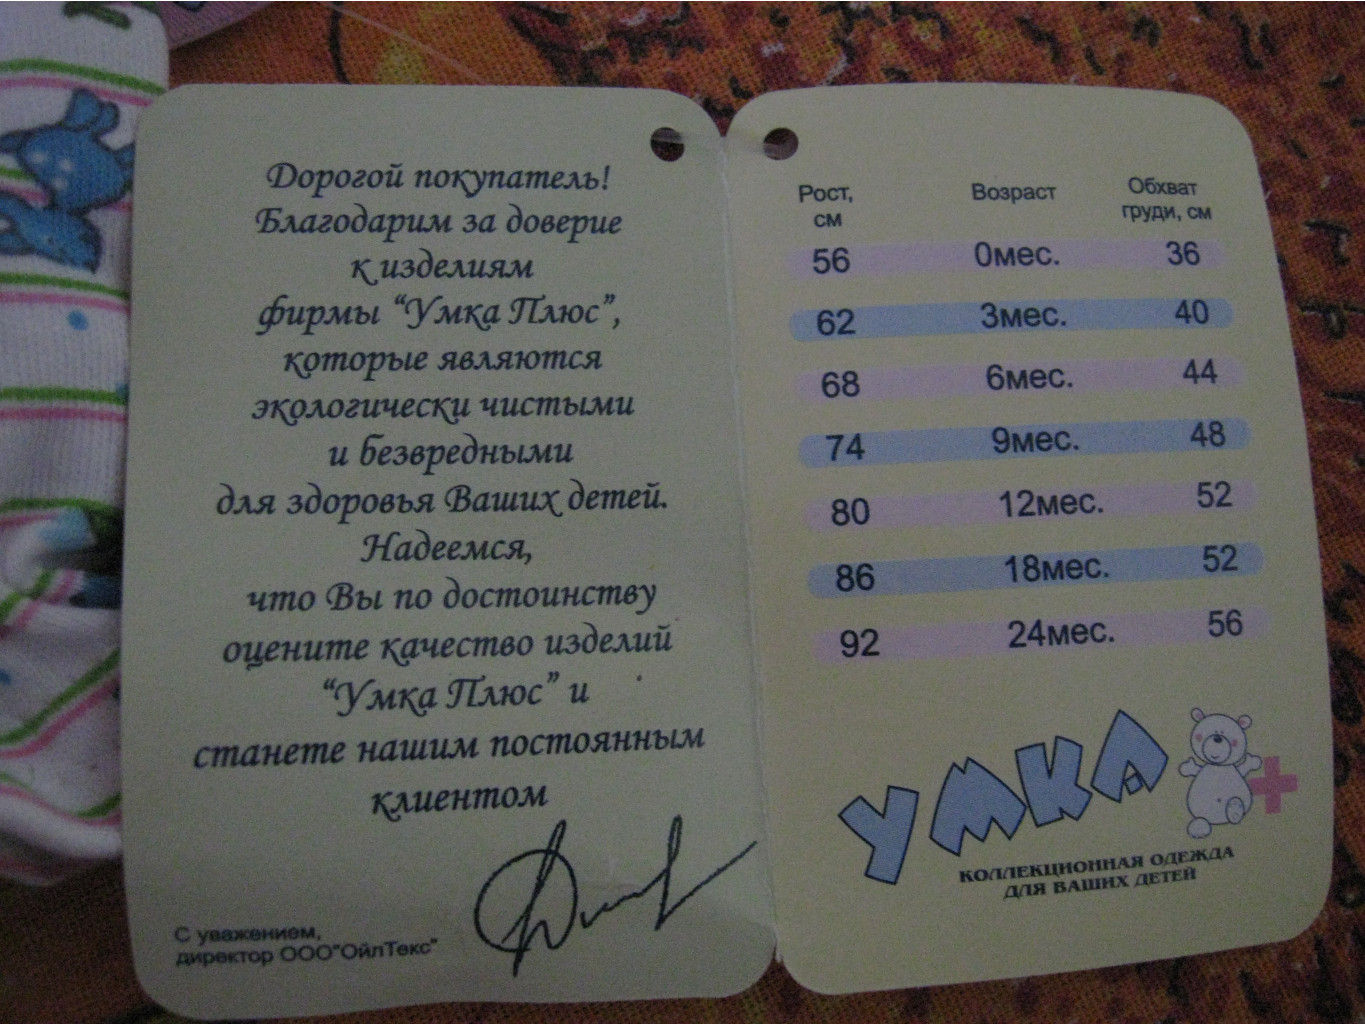 Дорогой покупатель!
Благодарим за доверие
к изделиям
фирмы “Умка Плюс”,
которые являются
экологически чистыми
и безвредными
для здоровья Ваших детей.
Надеемся,
что Вы по достоинству
оцените качество изделий
“Умка Плюс” и
станете нашим постоянным
клиентом
С уважением,
директор ООО"ОйлТекс"
Рост, см Возраст Обхват груди, см
56 0мес. 36
62 3мес. 40
68 6мес. 44
74 9мес. 48
80 12мес. 52
86 18мес. 52
92 24мес. 56
УМКА
КОЛЛЕКЦИОННАЯ ОДЕЖДА
ДЛЯ ВАШИХ ДЕТЕЙ